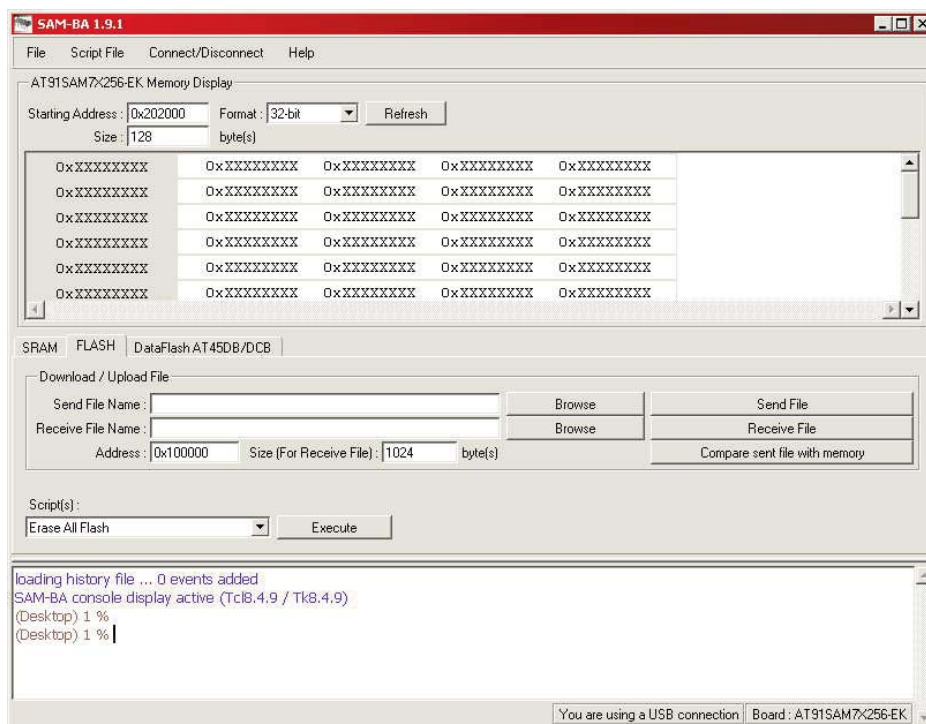 SAM-BA 1.9.1
File Script File Connect/Disconnect Help
AT91SAM7X256-EK Memory Display
Starting Address : 0x202000 Format : 32-bit Refresh
Size : 128 byte(s)
0xXXXXXXXX 0xXXXXXXXX 0xXXXXXXXX 0xXXXXXXXX 0xXXXXXXXX
0xXXXXXXXX 0xXXXXXXXX 0xXXXXXXXX 0xXXXXXXXX 0xXXXXXXXX
0xXXXXXXXX 0xXXXXXXXX 0xXXXXXXXX 0xXXXXXXXX 0xXXXXXXXX
0xXXXXXXXX 0xXXXXXXXX 0xXXXXXXXX 0xXXXXXXXX 0xXXXXXXXX
0xXXXXXXXX 0xXXXXXXXX 0xXXXXXXXX 0xXXXXXXXX 0xXXXXXXXX
0xXXXXXXXX 0xXXXXXXXX 0xXXXXXXXX 0xXXXXXXXX 0xXXXXXXXX
SRAM FLASH DataFlash AT45DB/DCB
Download / Upload File
Send File Name : Browse Send File
Receive File Name : Browse Receive File
Address : 0x100000 Size (For Receive File) : 1024 byte(s) Compare sent file with memory
Script(s) :
Erase All Flash Execute
loading history file ... 0 events added
SAM-BA console display active (Tcl8.4.9 / Tk8.4.9)
(Desktop) 1 %
(Desktop) 1 %
You are using a USB connection Board : AT91SAM7X256-EK